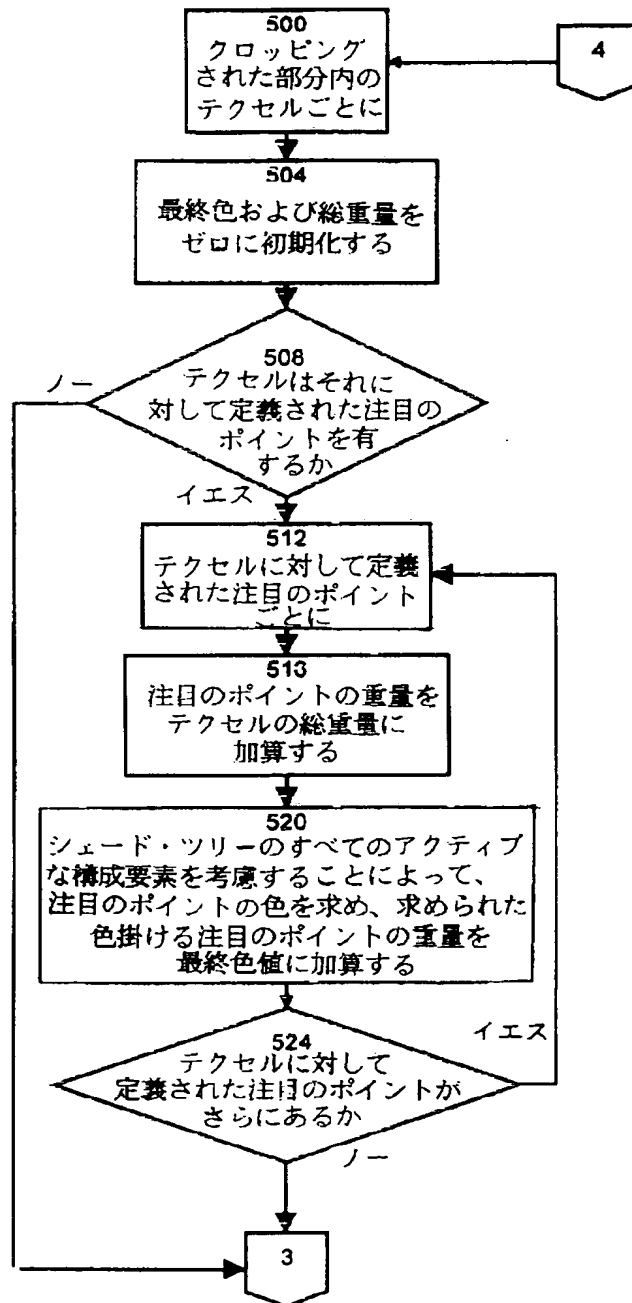 500
クロッピング
された部分内の
テクセルごとに
4
504
最終色および総重量を
ゼロに初期化する
508
テクセルはそれに
対して定義された注目の
ポイントを有
するか
ノー
イエス
512
テクセルに対して定義
された注目のポイント
ごとに
513
注目のポイントの重量を
テクセルの総重量に
加算する
520
シェード・ツリーのすべてのアクティブ
な構成要素を考慮することによって、
注目のポイントの色を求め、求められた
色掛ける注目のポイントの重量を
最終色値に加算する
524
テクセルに対して
定義された注目のポイントが
さらにあるか
イエス
ノー
3